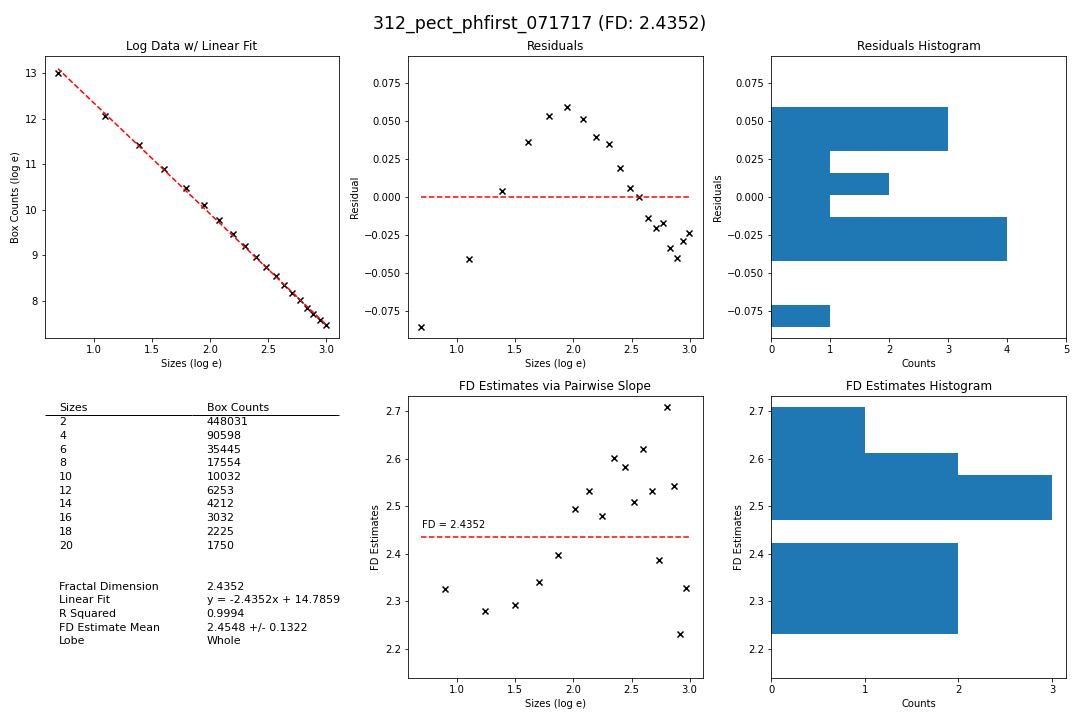 312_pect_phfirst_071717 (FD: 2.4352)
Log Data w/ Linear Fit
13
12
11
10
9
8
Box Counts (log e)
1.0 1.5 2.0 2.5 3.0
Sizes (log e)
Residuals
0.075
0.050
0.025
0.000
−0.025
−0.050
−0.075
Residual
1.0 1.5 2.0 2.5 3.0
Sizes (log e)
Residuals Histogram
0.075
0.050
0.025
0.000
−0.025
−0.050
−0.075
Residuals
0 1 2 3 4 5
Counts
Sizes Box Counts
2 448031
4 90598
6 35445
8 17554
10 10032
12 6253
14 4212
16 3032
18 2225
20 1750
Fractal Dimension 2.4352
Linear Fit y = -2.4352x + 14.7859
R Squared 0.9994
FD Estimate Mean 2.4548 +/- 0.1322
Lobe Whole
FD Estimates via Pairwise Slope
2.7
2.6
2.5
2.4
2.3
2.2
FD Estimates
FD = 2.4352
1.0 1.5 2.0 2.5 3.0
Sizes (log e)
FD Estimates Histogram
2.7
2.6
2.5
2.4
2.3
2.2
FD Estimates
0 1 2 3
Counts